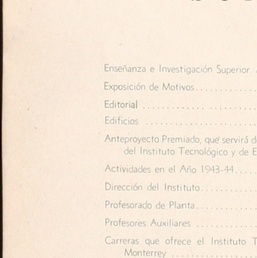 Enseñanza e Investigación Superior
Exposición de Motivos......
Editorial ..................
Edificios ..................
Anteproyecto Premiado, que servirá d
del Instituto Tecnológico y de E
Actividades en el Año 1943-44....
Dirección del Instituto..........
Profesorado de Planta...........
Profesores Auxiliares ..........
Carreras que ofrece el Instituto T
Monterrey ..................